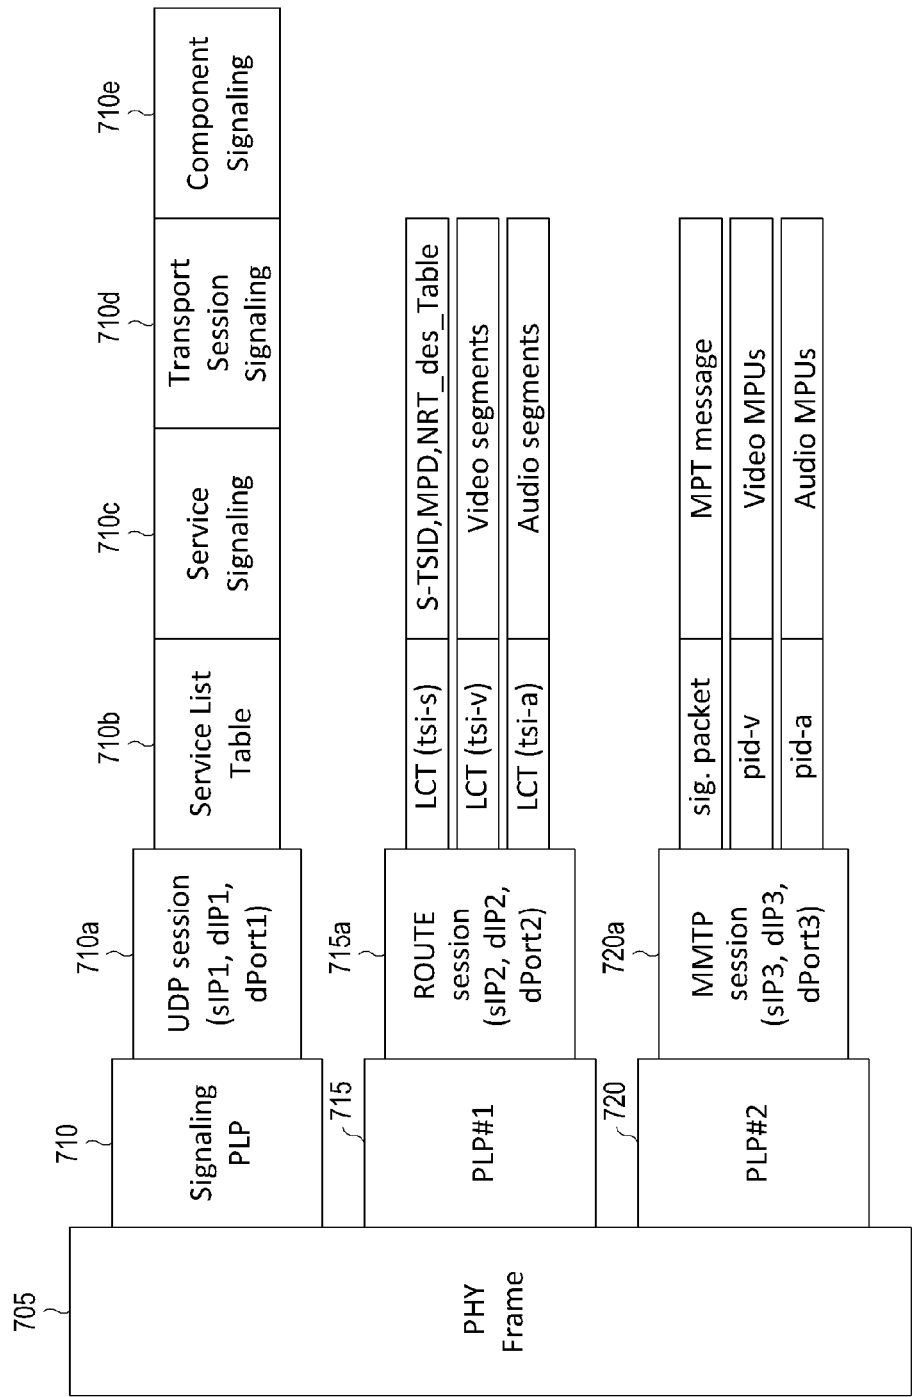 705
PHY
Frame
710
Signaling
PLP
710a
UDP session
(sIP1, dIP1,
dPort1)
710b
Service List
Table
710c
Service
Signaling
710d
Transport
Session
Signaling
710e
Component
Signaling
715
PLP#1
715a
ROUTE
session
(sIP2, dIP2,
dPort2)
LCT (tsi-s)
S-TSID,MPD,NRT_des_Table
LCT (tsi-v)
Video segments
LCT (tsi-a)
Audio segments
720
PLP#2
720a
MMTP
session
(sIP3, dIP3,
dPort3)
sig. packet
MPT message
pid-v
Video MPUs
pid-a
Audio MPUs